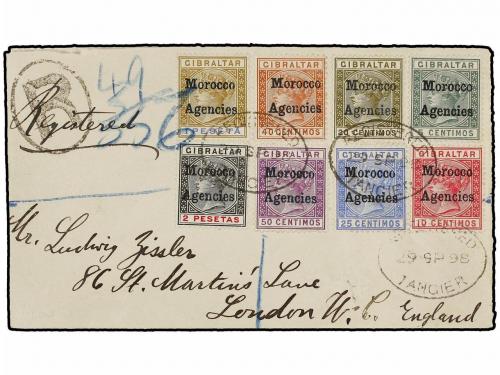 R
Registered
49
356
GIBRALTAR
Morocco
Agencies
PESETA
GIBRALTAR
Morocco
Agencies
40 CENTIMOS
GIBRALTAR
Morocco
Agencies
20 CENTIMOS
GIBRALTAR
Morocco
Agencies
CENTIMOS
GIBRALTAR
Morocco
Agencies
2 PESETAS
GIBRALTAR
Morocco
Agencies
50 CENTIMOS
GIBRALTAR
Morocco
Agencies
25 CENTIMOS
GIBRALTAR
Morocco
Agencies
10 CENTIMOS
TANGIER
29 SP 98
TANGIER
Mr. Ludwig Zissler
86 St. Martin's Lane
London W.C. England